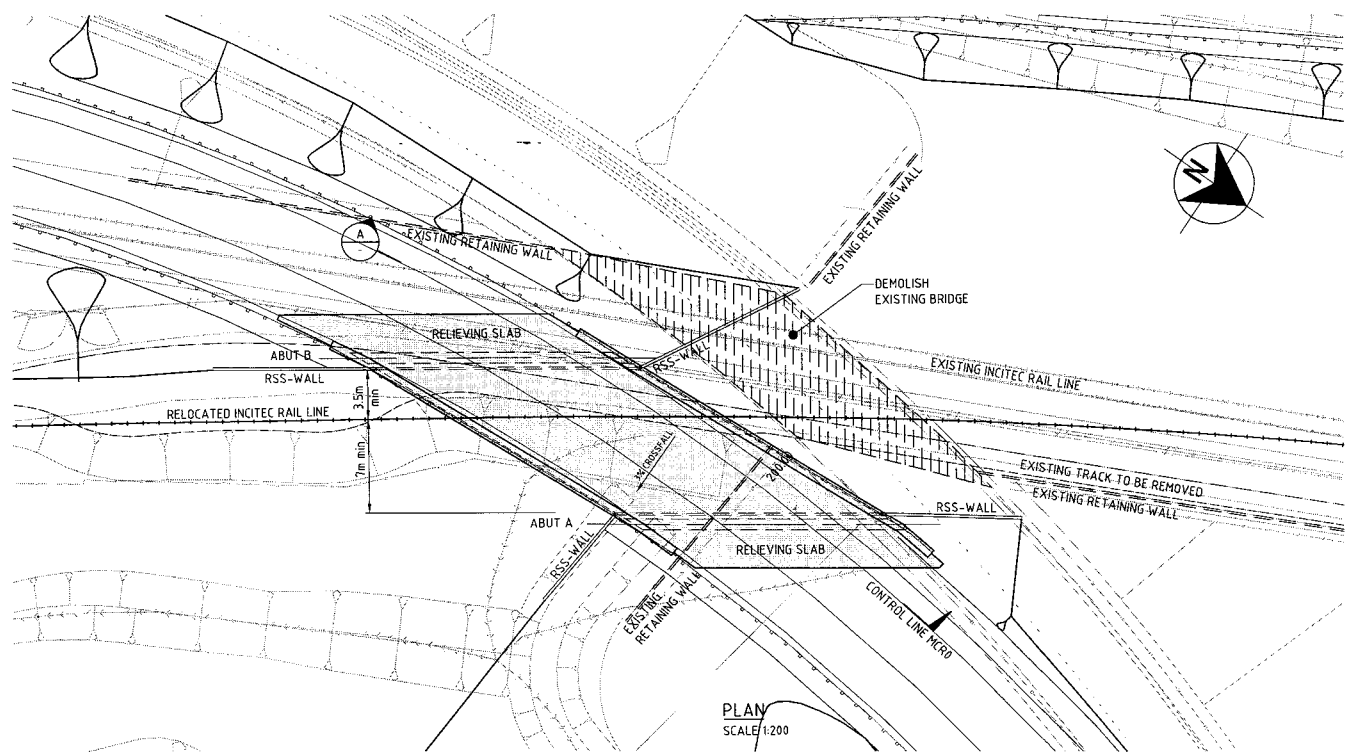 N
EXISTING RETAINING WALL
A
EXISTING RETAINING WALL
DEMOLISH
EXISTING BRIDGE
RELIEVING SLAB
ABUT B
RSS-WALL
RSS-WALL
EXISTING INCITEC RAIL LINE
3.5m
min
RELOCATED INCITEC RAIL LINE
7m min
3% CROSSFALL
EXISTING TRACK TO BE REMOVED
EXISTING RETAINING WALL
RSS-WALL
ABUT A
RSS-WALL
RELIEVING SLAB
EXISTING
RETAINING WALL
CONTROL LINE MCR0
PLAN
SCALE 1:200